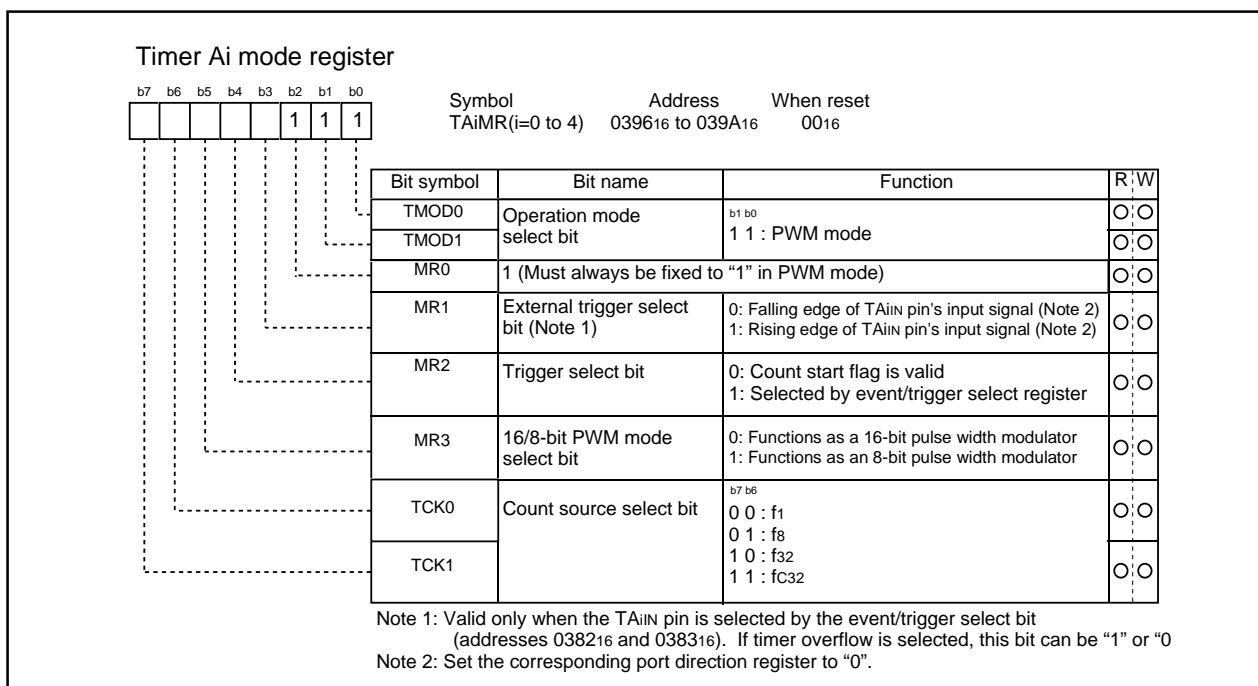 Timer Ai mode register
b7 b6 b5 b4 b3 b2 b1 b0
1 1 1
Symbol Address When reset
TAiMR(i=0 to 4) 039616 to 039A16 0016
Bit symbol Bit name Function R W
TMOD0 Operation mode select bit b1 b0
TMOD1 1 1 : PWM mode
MR0 1 (Must always be fixed to “1” in PWM mode)
MR1 External trigger select bit (Note 1) 0: Falling edge of TAiIN pin's input signal (Note 2)
1: Rising edge of TAiIN pin's input signal (Note 2)
MR2 Trigger select bit 0: Count start flag is valid
1: Selected by event/trigger select register
MR3 16/8-bit PWM mode select bit 0: Functions as a 16-bit pulse width modulator
1: Functions as an 8-bit pulse width modulator
TCK0 Count source select bit b7 b6
0 0 : f1
0 1 : f8
TCK1 1 0 : f32
1 1 : fC32
Note 1: Valid only when the TAiIN pin is selected by the event/trigger select bit
(addresses 038216 and 038316). If timer overflow is selected, this bit can be “1” or “0
Note 2: Set the corresponding port direction register to “0”.